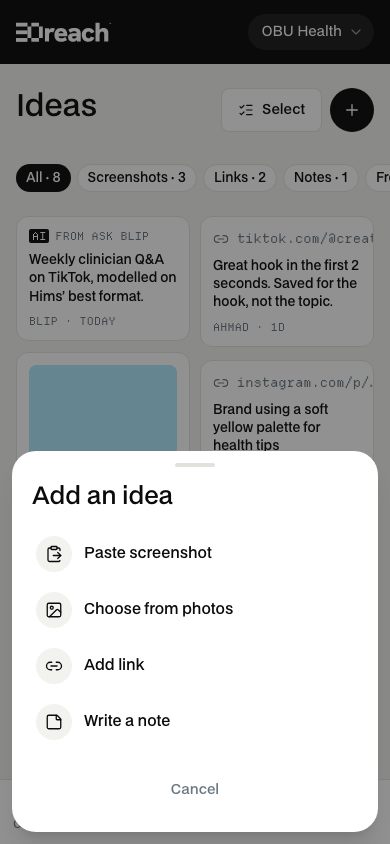 reach
OBU Health
Ideas
Select
All · 8
Screenshots · 3
Links · 2
Notes · 1
AI FROM ASK BLIP
Weekly clinician Q&A
on TikTok, modelled on
Hims' best format.
BLIP · TODAY
tiktok.com/@creat
Great hook in the first 2
seconds. Saved for the
hook, not the topic.
AHMAD · 1D
instagram.com/p/
Brand using a soft
yellow palette for
health tips
Add an idea
Paste screenshot
Choose from photos
Add link
Write a note
Cancel